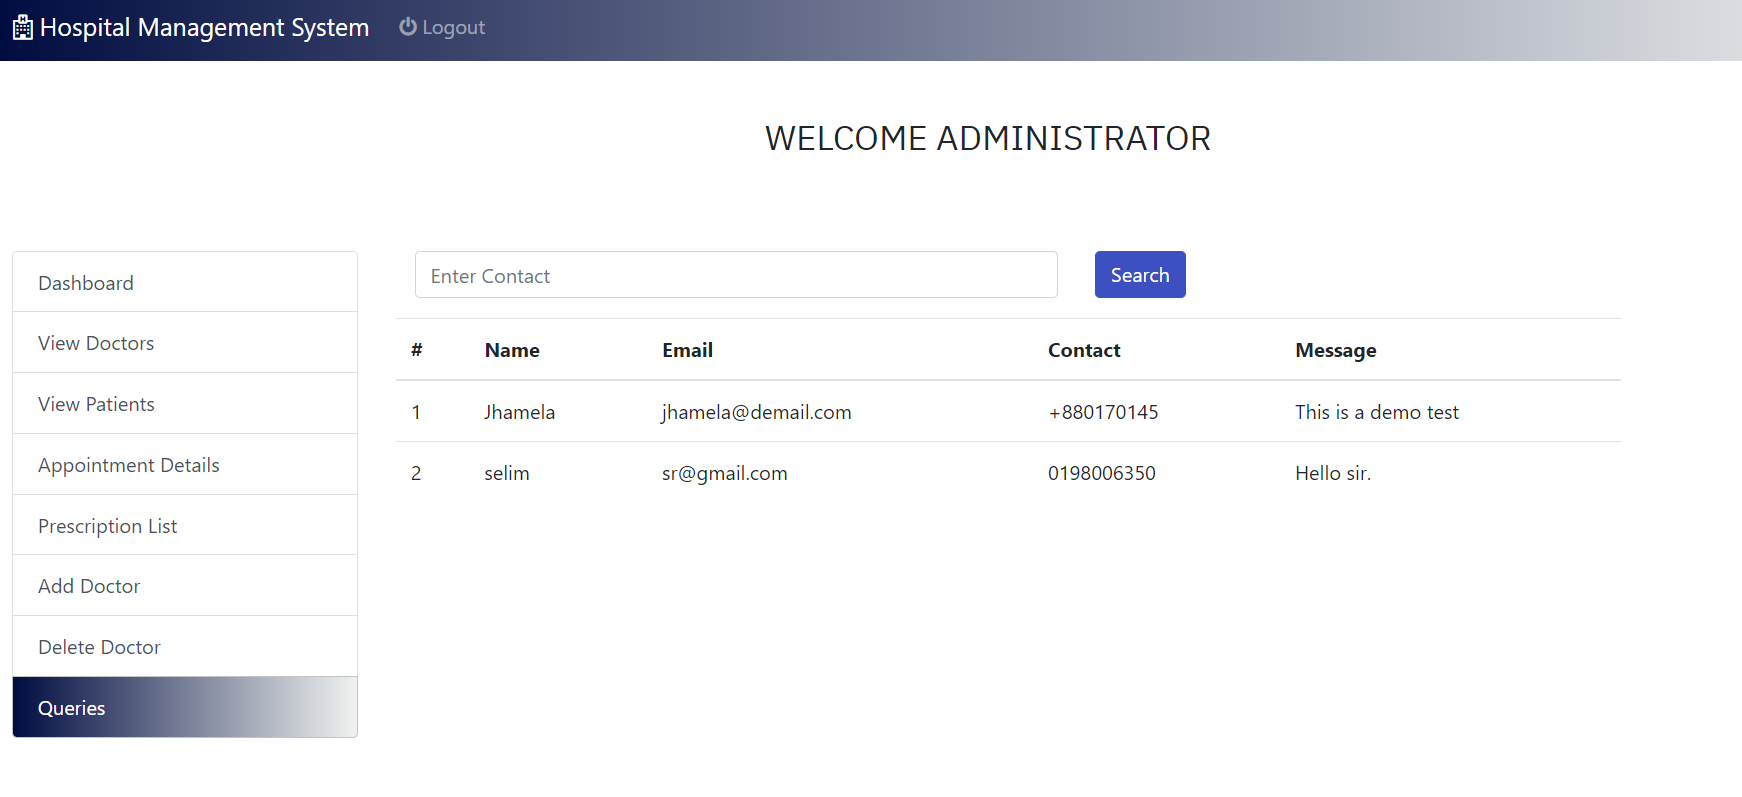 Hospital Management System Logout
WELCOME ADMINISTRATOR
Dashboard
View Doctors
View Patients
Appointment Details
Prescription List
Add Doctor
Delete Doctor
Queries
Enter Contact Search
# Name Email Contact Message
1 Jhamela jhamela@demail.com +880170145 This is a demo test
2 selim sr@gmail.com 0198006350 Hello sir.